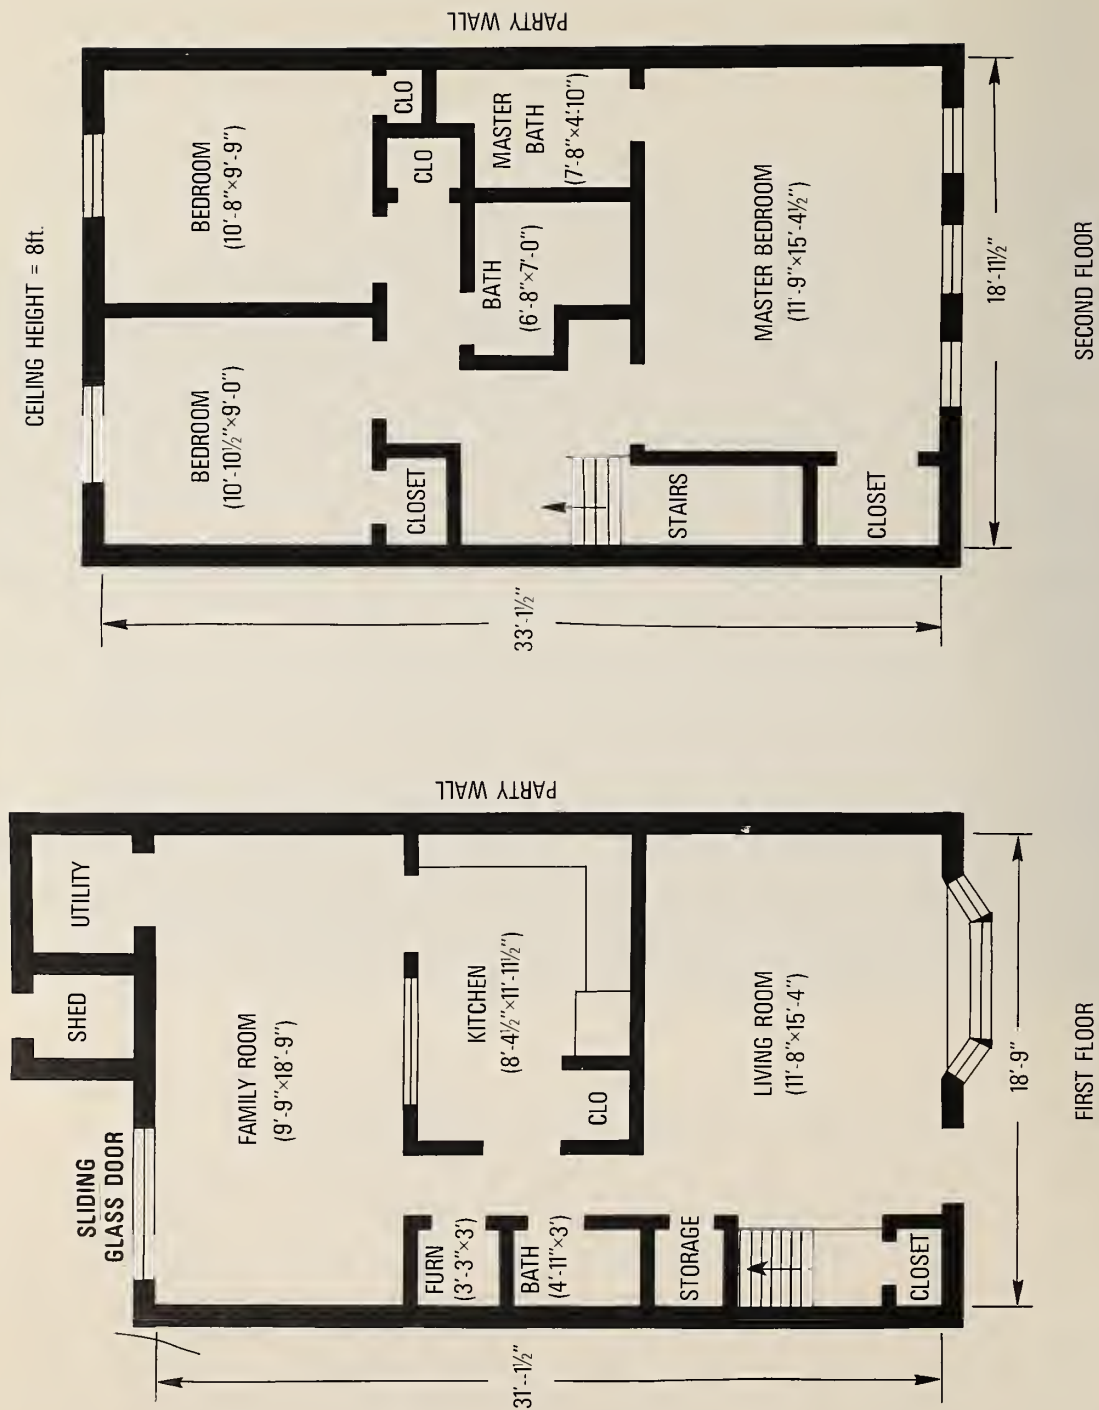 CEILING HEIGHT = 8ft.
PARTY WALL
BEDROOM
(10'-10½"×9'-0")
BEDROOM
(10'-8"×9'-9")
CLOSET
CLO
CLO
BATH
(6'-8"×7'-0")
MASTER
BATH
(7'-8"×4'-10")
STAIRS
MASTER BEDROOM
(11'-9"×15'-4½")
CLOSET
33'-1½"
18'-11½"
SECOND FLOOR
PARTY WALL
SLIDING
GLASS DOOR
SHED
UTILITY
FAMILY ROOM
(9'-9"×18'-9")
FURN
(3'-3"×3')
BATH
(4'-11"×3')
KITCHEN
(8'-4½"×11'-11½")
CLO
STORAGE
LIVING ROOM
(11'-8"×15'-4")
CLOSET
31'--1½"
18'-9"
FIRST FLOOR